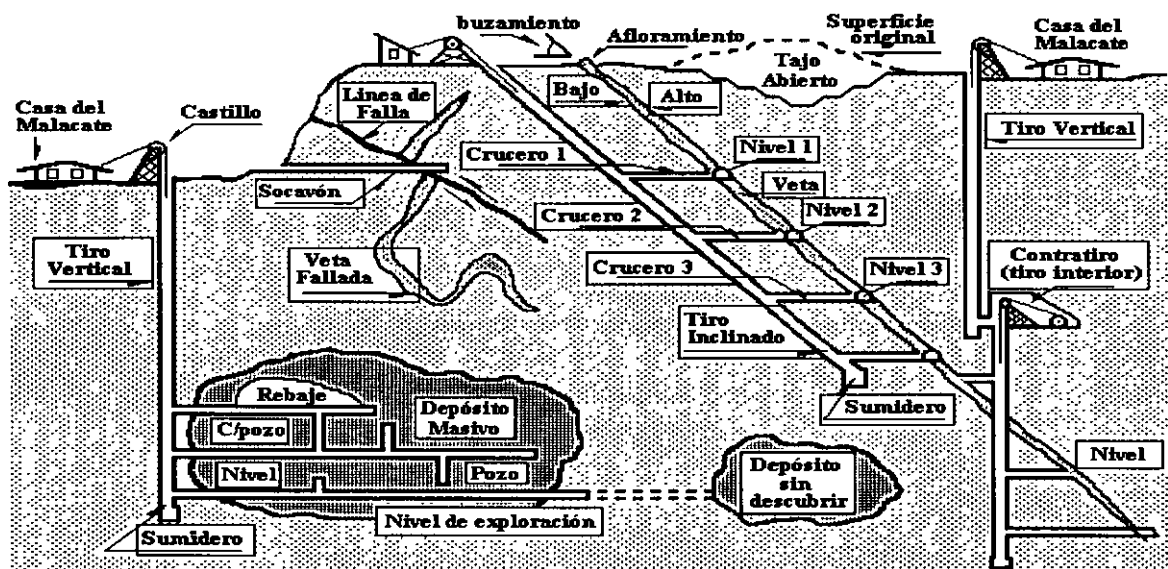 buzamiento
Afloramiento
Superficie
original
Casa del
Malacate
Tajo
Abierto
Linea de
Falla
Bajo
Alto
Casa del
Malacate
Castillo
Tiro Vertical
Crucero 1
Nivel 1
Socavón
Veta
Crucero 2
Nivel 2
Tiro
Vertical
Veta
Fallada
Crucero 3
Nivel 3
Contratiro
(tiro interior)
Tiro
Inclinado
Rebaje
Depósito
Masivo
Sumidero
C/pozo
Nivel
Nivel
Pozo
Depósito
sin
descubrir
Nivel de exploración
Sumidero